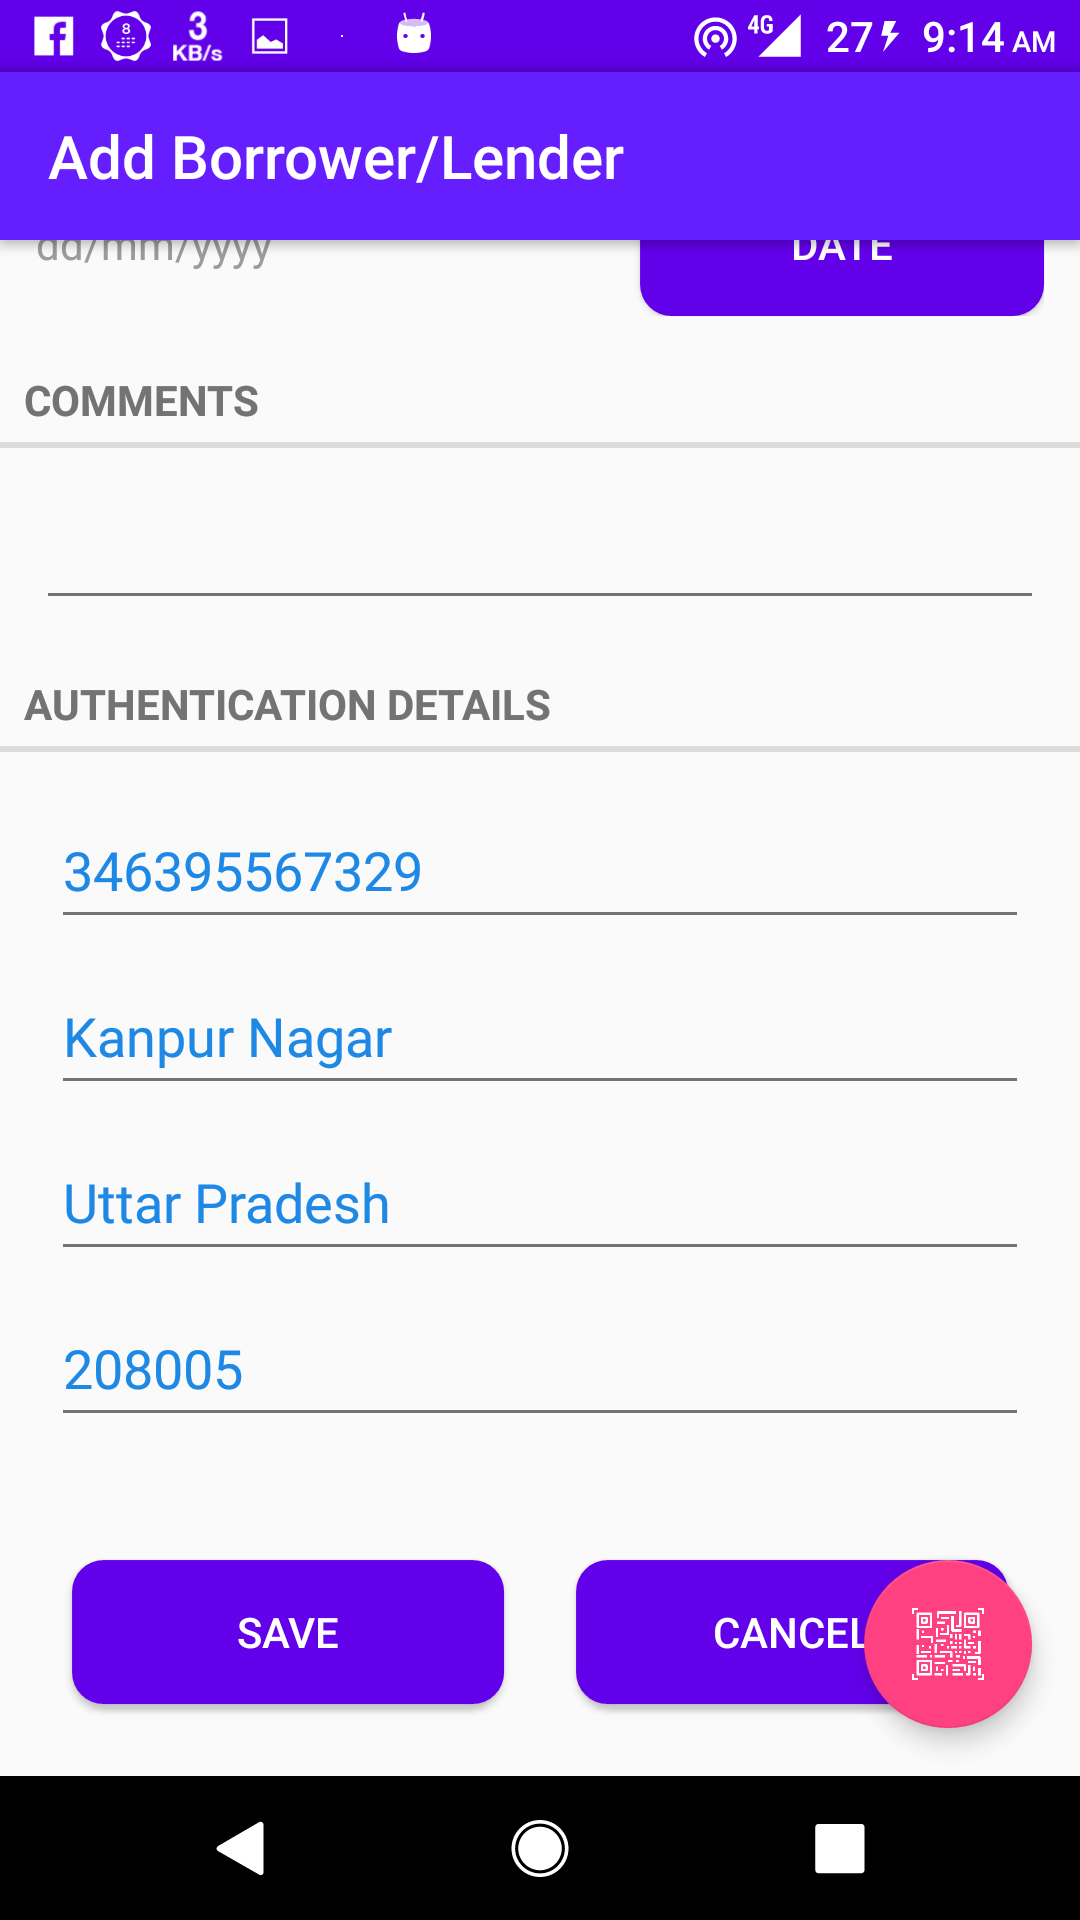 8
3
KB/s
4G
27
9:14 AM
Add Borrower/Lender
dd/mm/yyyy
DATE
COMMENTS
AUTHENTICATION DETAILS
346395567329
Kanpur Nagar
Uttar Pradesh
208005
SAVE
CANCEL